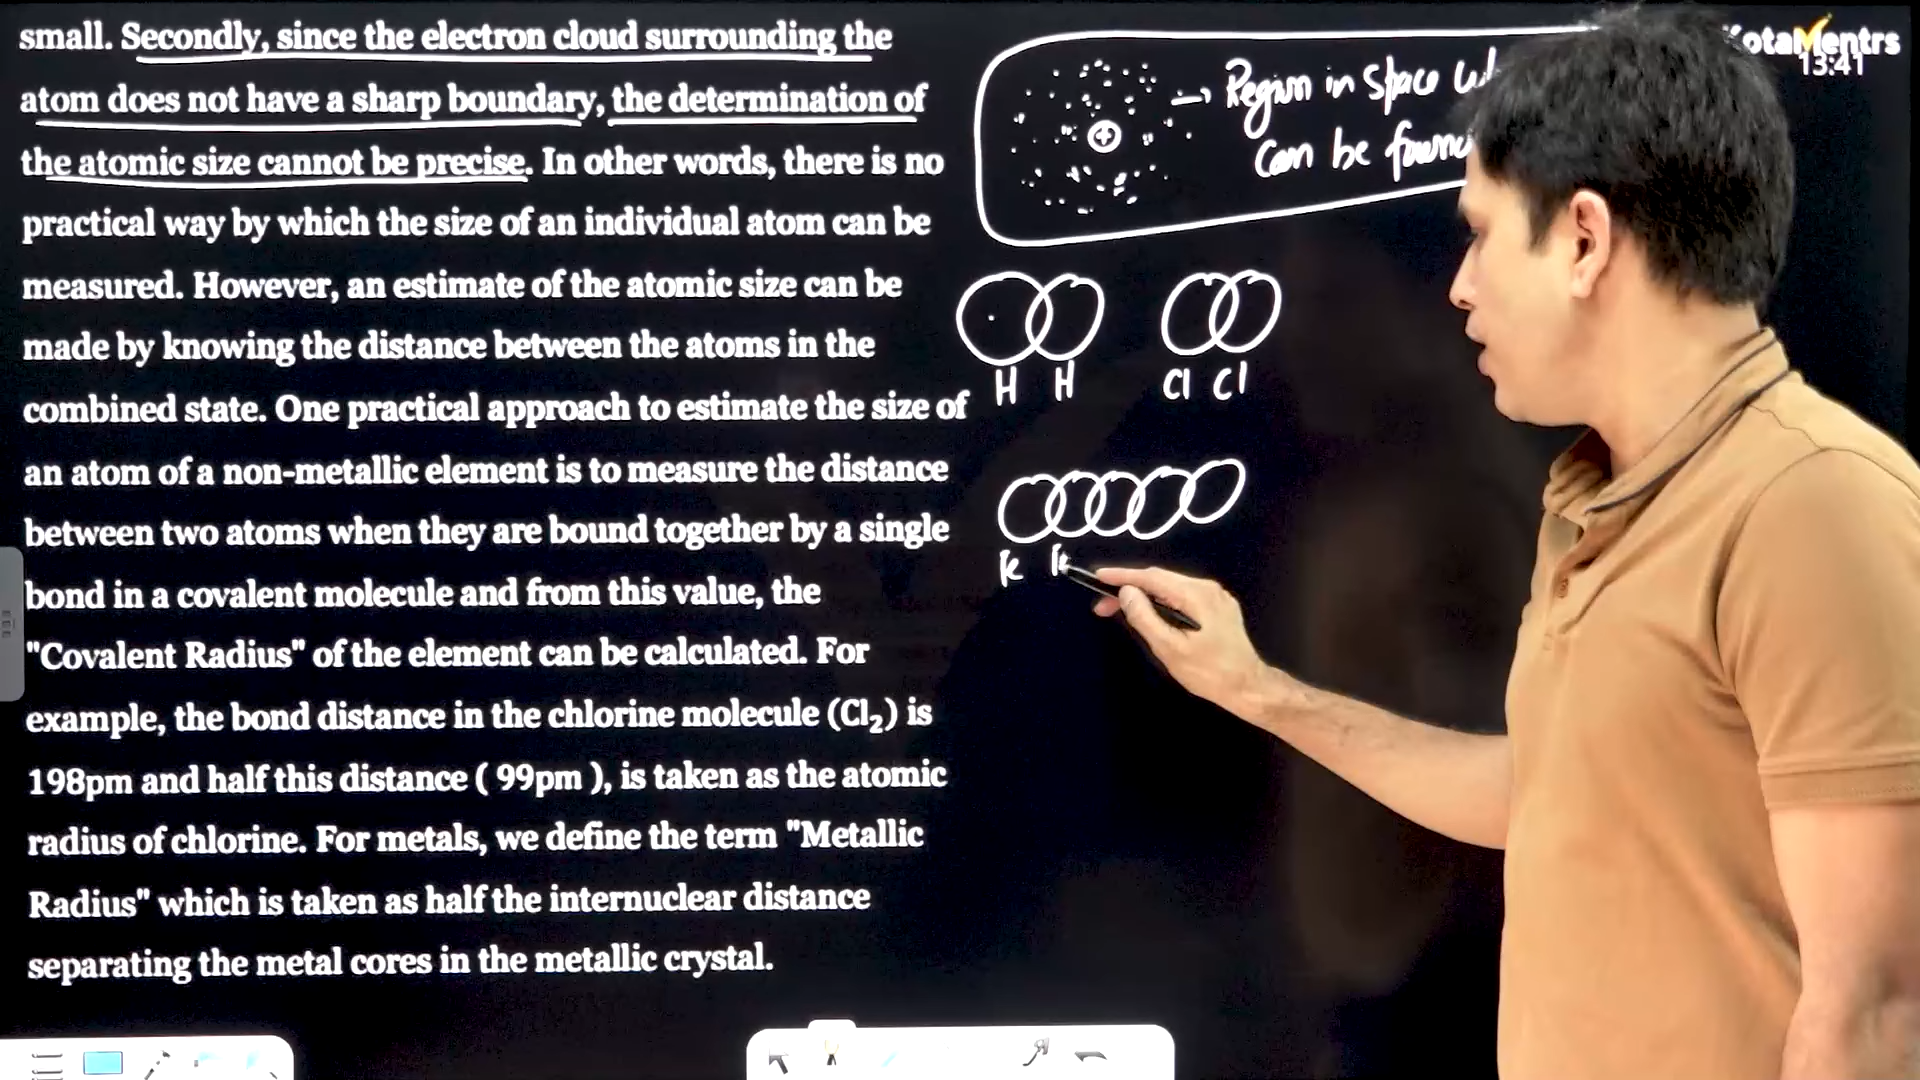 small. Secondly, since the electron cloud surrounding the
atom does not have a sharp boundary, the determination of
the atomic size cannot be precise. In other words, there is no
practical way by which the size of an individual atom can be
measured. However, an estimate of the atomic size can be
made by knowing the distance between the atoms in the
combined state. One practical approach to estimate the size of
an atom of a non-metallic element is to measure the distance
between two atoms when they are bound together by a single
bond in a covalent molecule and from this value, the
"Covalent Radius" of the element can be calculated. For
example, the bond distance in the chlorine molecule (Cl₂) is
198pm and half this distance ( 99pm ), is taken as the atomic
radius of chlorine. For metals, we define the term "Metallic
Radius" which is taken as half the internuclear distance
separating the metal cores in the metallic crystal.
+ → Region in space
can be
H H Cl Cl
K K
KotaMentrs
13:41